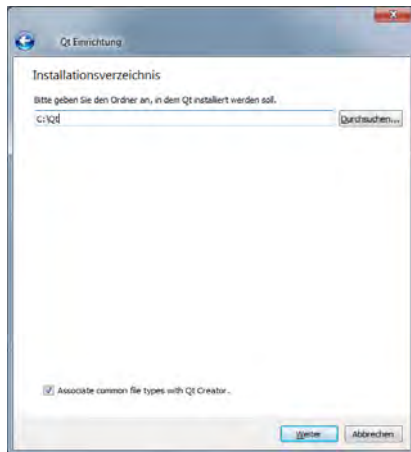 Qt Einrichtung
Installationsverzeichnis
Bitte geben Sie den Ordner an, in dem Qt installiert werden soll.
C:\Qt
Durchsuchen...
Associate common file types with Qt Creator.
Weiter
Abbrechen